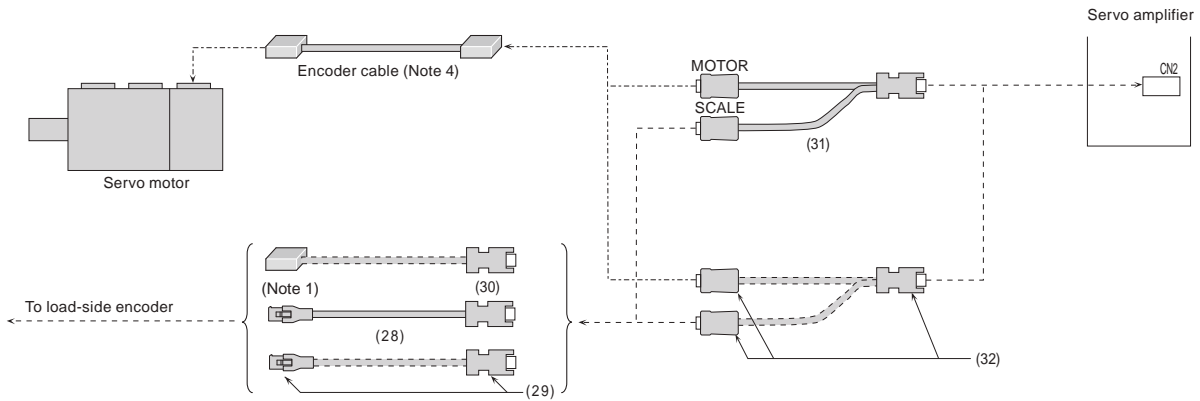 Servo amplifier
CN2
MOTOR
SCALE
(31)
Encoder cable (Note 4)
Servo motor
(Note 1)
(30)
To load-side encoder
(28)
(29)
(32)